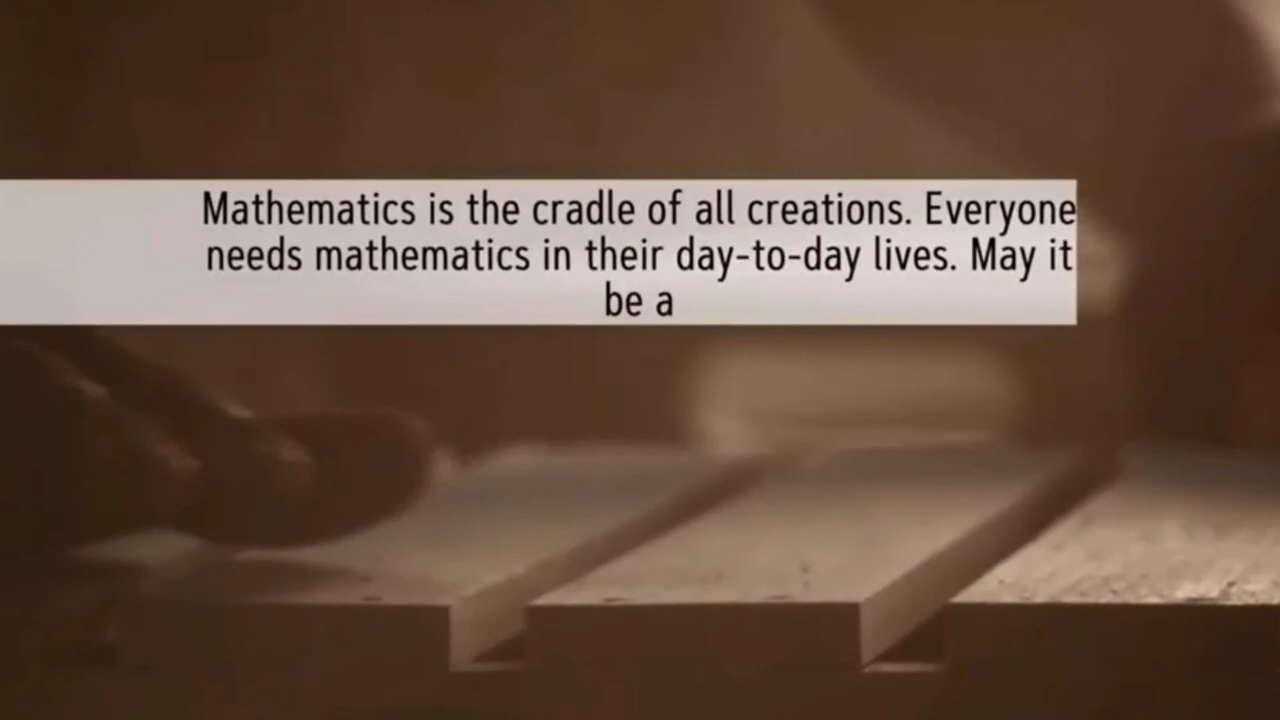 Mathematics is the cradle of all creations. Everyone
needs mathematics in their day-to-day lives. May it
be a